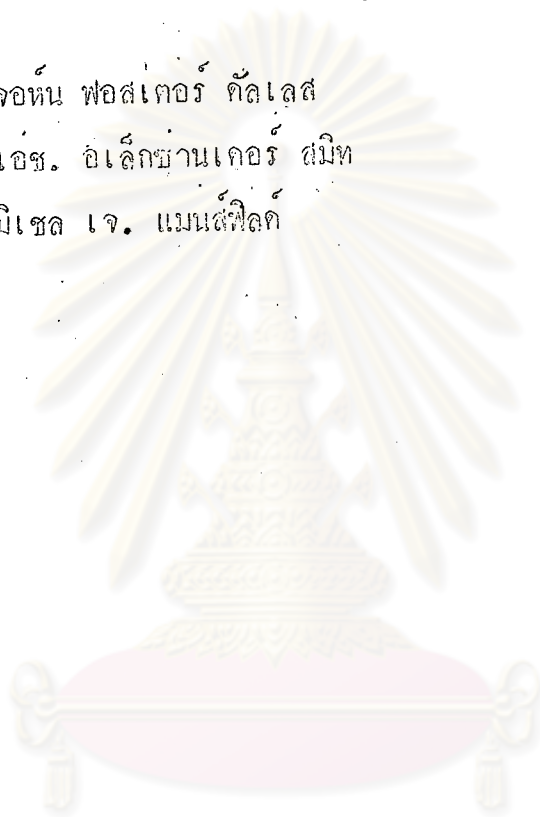 จอห์น ฟอสเตอร์ ดัลเลส
เอช. อเล็กซานเดอร์ สมิท
มิเชล เจ. แมนส์ฟิลด์